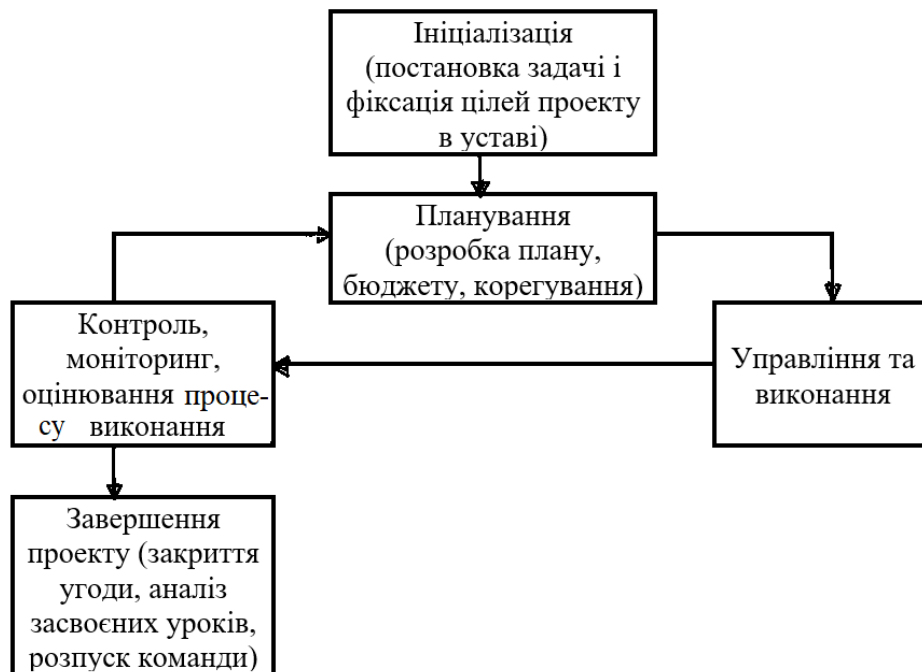 Ініціалізація
(постановка задачі і
фіксація цілей проекту
в уставі)
Планування
(розробка плану,
бюджету, корегування)
Контроль,
моніторинг,
оцінювання проце-
су виконання
Управління та
виконання
Завершення
проекту (закриття
угоди, аналіз
засвоєних уроків,
розпуск команди)